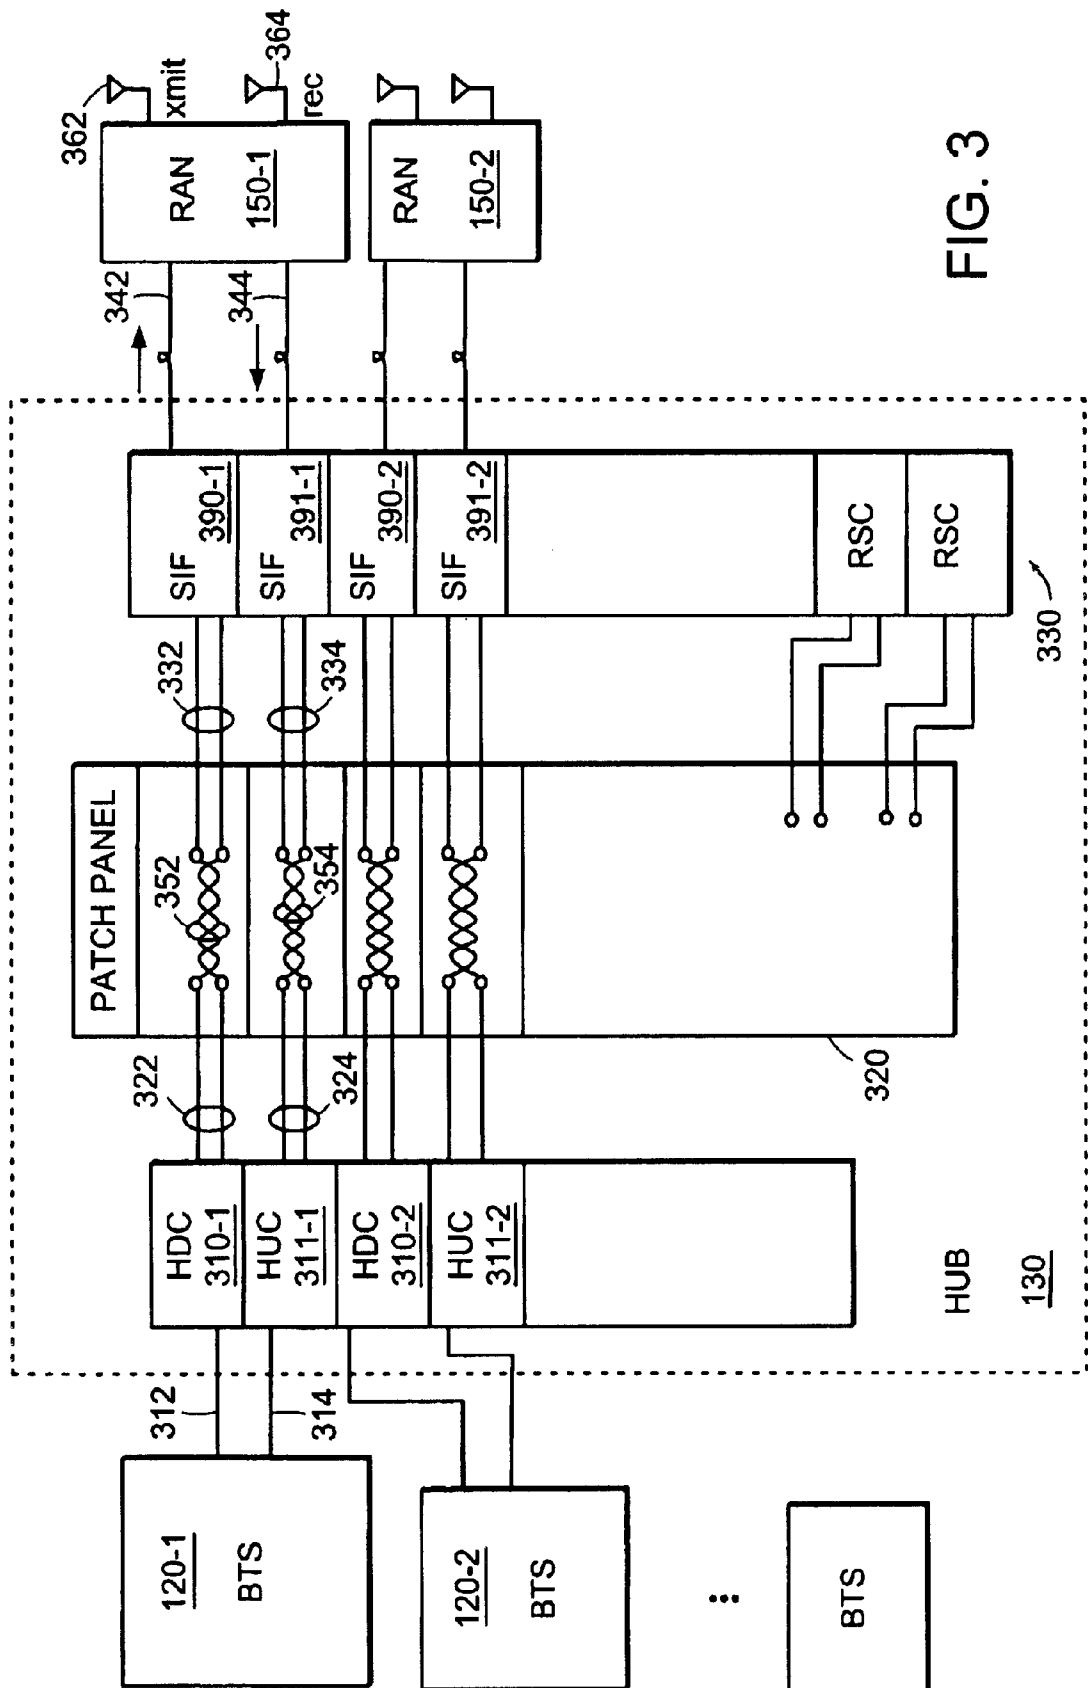 120-1
BTS
120-2
BTS
...
BTS
312
314
HDC
310-1
HUC
311-1
HDC
310-2
HUC
311-2
HUB
130
322
324
PATCH PANEL
352
354
320
332
334
SIF
390-1
SIF
391-1
SIF
390-2
SIF
391-2
RSC
RSC
330
342
344
RAN
150-1
RAN
150-2
362
xmit
364
rec
FIG. 3